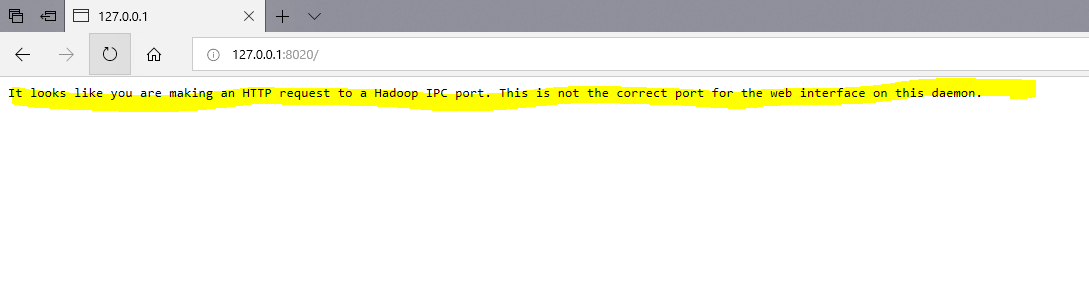 127.0.0.1
127.0.0.1:8020/
It looks like you are making an HTTP request to a Hadoop IPC port. This is not the correct port for the web interface on this daemon.